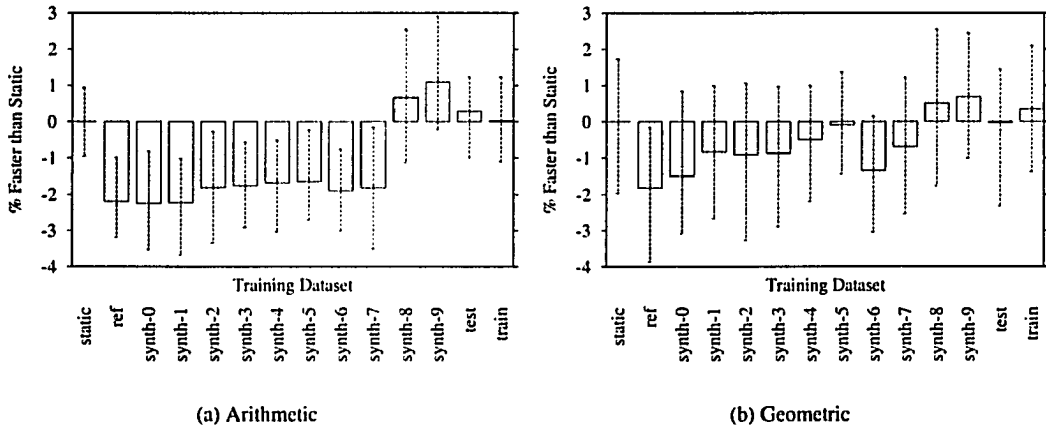 % Faster than Static
3
2
1
0
-1
-2
-3
-4
Training Dataset
static
ref
synth-0
synth-1
synth-2
synth-3
synth-4
synth-5
synth-6
synth-7
synth-8
synth-9
test
train
(a) Arithmetic
% Faster than Static
3
2
1
0
-1
-2
-3
-4
Training Dataset
static
ref
synth-0
synth-1
synth-2
synth-3
synth-4
synth-5
synth-6
synth-7
synth-8
synth-9
test
train
(b) Geometric